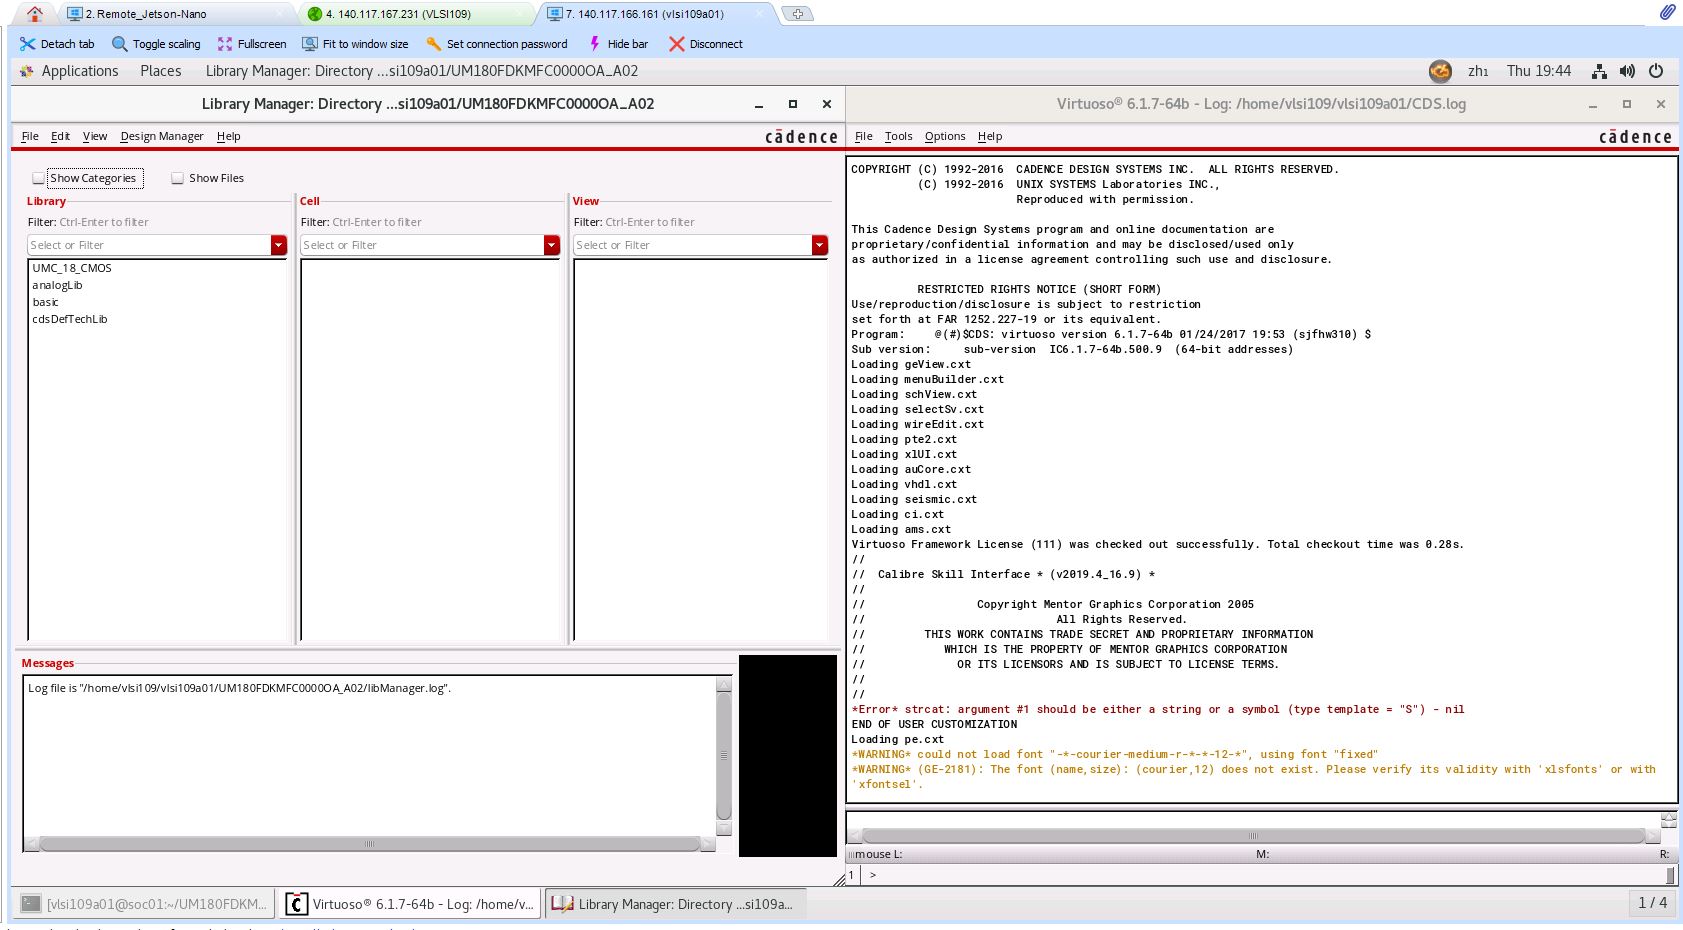 2. Remote_Jetson-Nano
4. 140.117.167.231 (VLSI109)
7. 140.117.166.161 (vlsi109a01)
Detach tab
Toggle scaling
Fullscreen
Fit to window size
Set connection password
Hide bar
Disconnect
Applications Places Library Manager: Directory ...si109a01/UM180FDKMFC0000OA_A02
zh₁ Thu 19:44
Library Manager: Directory ...si109a01/UM180FDKMFC0000OA_A02
File Edit View Design Manager Help
cādence
Show Categories
Show Files
Library
Filter: Ctrl-Enter to filter
Select or Filter
UMC_18_CMOS
analogLib
basic
cdsDefTechLib
Cell
Filter: Ctrl-Enter to filter
Select or Filter
View
Filter: Ctrl-Enter to filter
Select or Filter
Messages
Log file is "/home/vlsi109/vlsi109a01/UM180FDKMFC0000OA_A02/libManager.log".
Virtuoso® 6.1.7-64b - Log: /home/vlsi109/vlsi109a01/CDS.log
File Tools Options Help
cādence
COPYRIGHT (C) 1992-2016 CADENCE DESIGN SYSTEMS INC. ALL RIGHTS RESERVED.
(C) 1992-2016 UNIX SYSTEMS Laboratories INC.,
Reproduced with permission.
This Cadence Design Systems program and online documentation are
proprietary/confidential information and may be disclosed/used only
as authorized in a license agreement controlling such use and disclosure.
RESTRICTED RIGHTS NOTICE (SHORT FORM)
Use/reproduction/disclosure is subject to restriction
set forth at FAR 1252.227-19 or its equivalent.
Program: @(#)$CDS: virtuoso version 6.1.7-64b 01/24/2017 19:53 (sjfhw310) $
Sub version: sub-version IC6.1.7-64b.500.9 (64-bit addresses)
Loading geView.cxt
Loading menuBuilder.cxt
Loading schView.cxt
Loading selectSv.cxt
Loading wireEdit.cxt
Loading pte2.cxt
Loading xlUI.cxt
Loading auCore.cxt
Loading vhdl.cxt
Loading seismic.cxt
Loading ci.cxt
Loading ams.cxt
Virtuoso Framework License (111) was checked out successfully. Total checkout time was 0.28s.
//
// Calibre Skill Interface * (v2019.4_16.9) *
//
// Copyright Mentor Graphics Corporation 2005
// All Rights Reserved.
// THIS WORK CONTAINS TRADE SECRET AND PROPRIETARY INFORMATION
// WHICH IS THE PROPERTY OF MENTOR GRAPHICS CORPORATION
// OR ITS LICENSORS AND IS SUBJECT TO LICENSE TERMS.
//
//
*Error* strcat: argument #1 should be either a string or a symbol (type template = "S") - nil
END OF USER CUSTOMIZATION
Loading pe.cxt
*WARNING* could not load font "-*-courier-medium-r-*-*-12-*", using font "fixed"
*WARNING* (GE-2181): The font (name,size): (courier,12) does not exist. Please verify its validity with 'xlsfonts' or with
'xfontsel'.
mouse L: M: R:
1 >
[vlsi109a01@soc01:~/UM180FDKM...
Virtuoso® 6.1.7-64b - Log: /home/v...
Library Manager: Directory ...si109a...
1 / 4